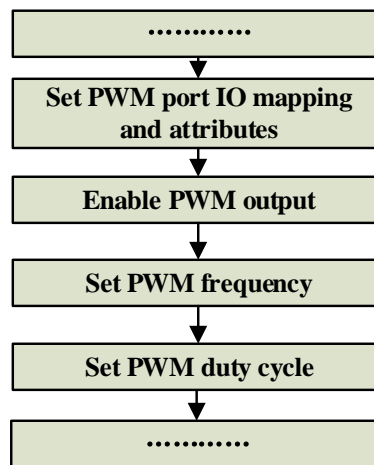 …………
Set PWM port IO mapping
and attributes
Enable PWM output
Set PWM frequency
Set PWM duty cycle
…………